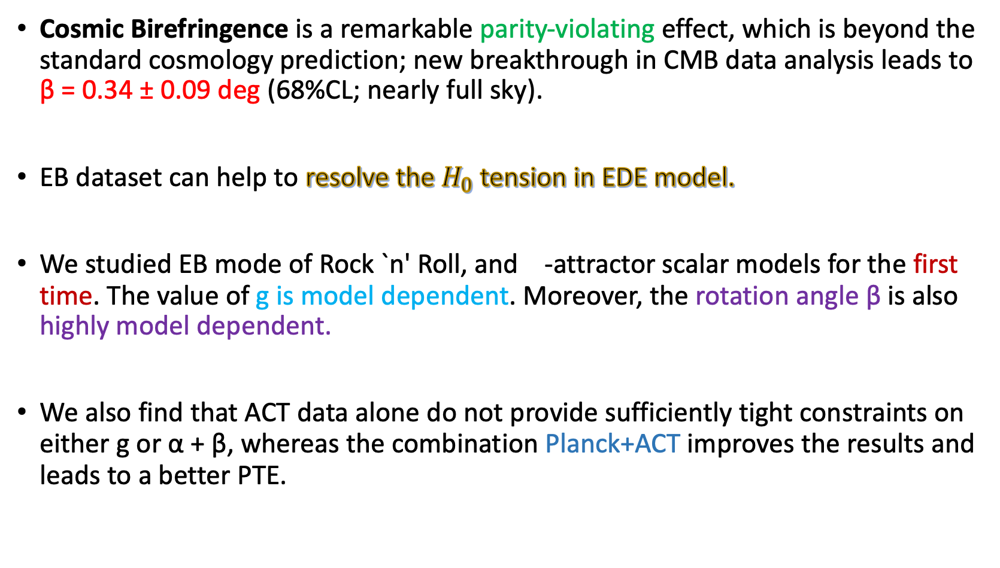 • Cosmic Birefringence is a remarkable parity-violating effect, which is beyond the
standard cosmology prediction; new breakthrough in CMB data analysis leads to
β = 0.34 ± 0.09 deg (68%CL; nearly full sky).
• EB dataset can help to resolve the H₀ tension in EDE model.
• We studied EB mode of Rock `n' Roll, and -attractor scalar models for the first
time. The value of g is model dependent. Moreover, the rotation angle β is also
highly model dependent.
• We also find that ACT data alone do not provide sufficiently tight constraints on
either g or α + β, whereas the combination Planck+ACT improves the results and
leads to a better PTE.